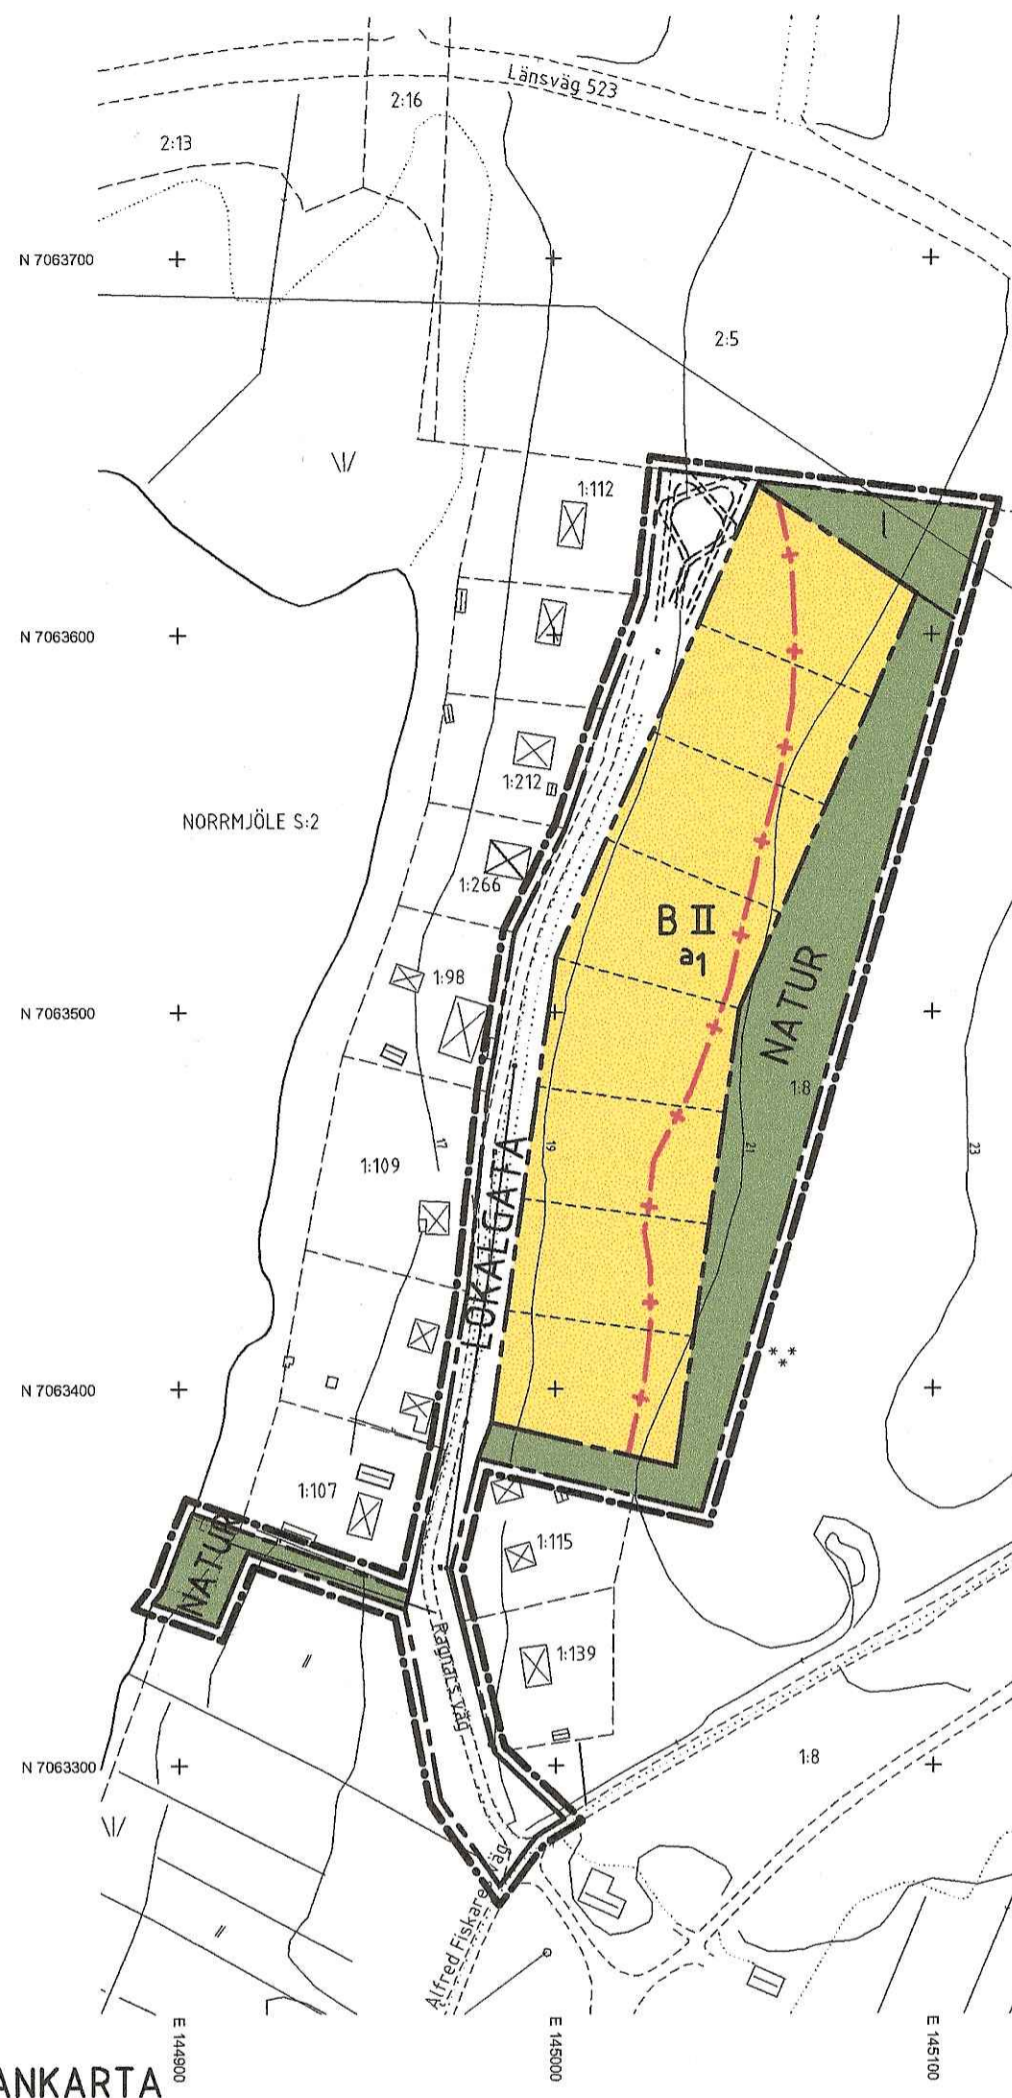 Länsväg 523
2:16
2:13
N 7063700
2:5
1:112
N 7063600
1:212
NORRMJÖLE S:2
1:266
B II
a1
1:98
NATUR
N 7063500
1:8
17
19
21
23
1:109
LOKALGATA
N 7063400
1:107
1:115
NATUR
Ragnars väg
1:139
N 7063300
1:8
Alfred Fiskares väg
E 144900
E 145000
E 145100
ANKARTA